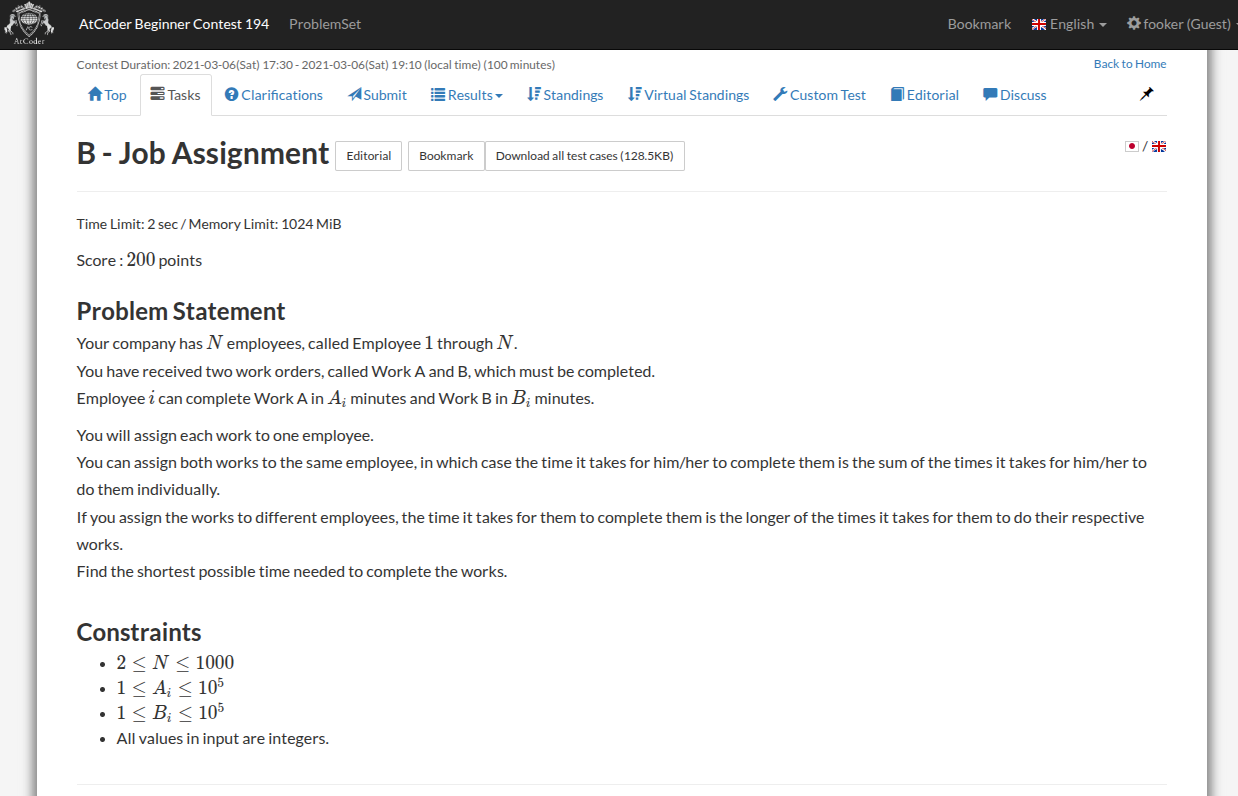 AtCoder Beginner Contest 194 ProblemSet Bookmark English fooker (Guest)
AtCoder
Contest Duration: 2021-03-06(Sat) 17:30 - 2021-03-06(Sat) 19:10 (local time) (100 minutes) Back to Home
Top Tasks Clarifications Submit Results Standings Virtual Standings Custom Test Editorial Discuss
B - Job Assignment Editorial Bookmark Download all test cases (128.5KB) /
Time Limit: 2 sec / Memory Limit: 1024 MiB
Score : 200 points
Problem Statement
Your company has N employees, called Employee 1 through N.
You have received two work orders, called Work A and B, which must be completed.
Employee i can complete Work A in A_i minutes and Work B in B_i minutes.
You will assign each work to one employee.
You can assign both works to the same employee, in which case the time it takes for him/her to complete them is the sum of the times it takes for him/her to
do them individually.
If you assign the works to different employees, the time it takes for them to complete them is the longer of the times it takes for them to do their respective
works.
Find the shortest possible time needed to complete the works.
Constraints
• 2 ≤ N ≤ 1000
• 1 ≤ A_i ≤ 10^5
• 1 ≤ B_i ≤ 10^5
• All values in input are integers.